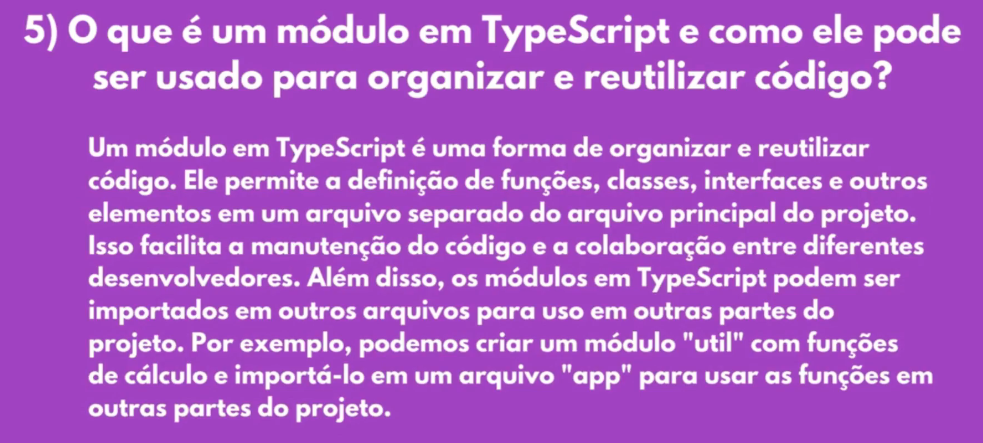 5) O que é um módulo em TypeScript e como ele pode
ser usado para organizar e reutilizar código?
Um módulo em TypeScript é uma forma de organizar e reutilizar
código. Ele permite a definição de funções, classes, interfaces e outros
elementos em um arquivo separado do arquivo principal do projeto.
Isso facilita a manutenção do código e a colaboração entre diferentes
desenvolvedores. Além disso, os módulos em TypeScript podem ser
importados em outros arquivos para uso em outras partes do
projeto. Por exemplo, podemos criar um módulo "util" com funções
de cálculo e importá-lo em um arquivo "app" para usar as funções em
outras partes do projeto.